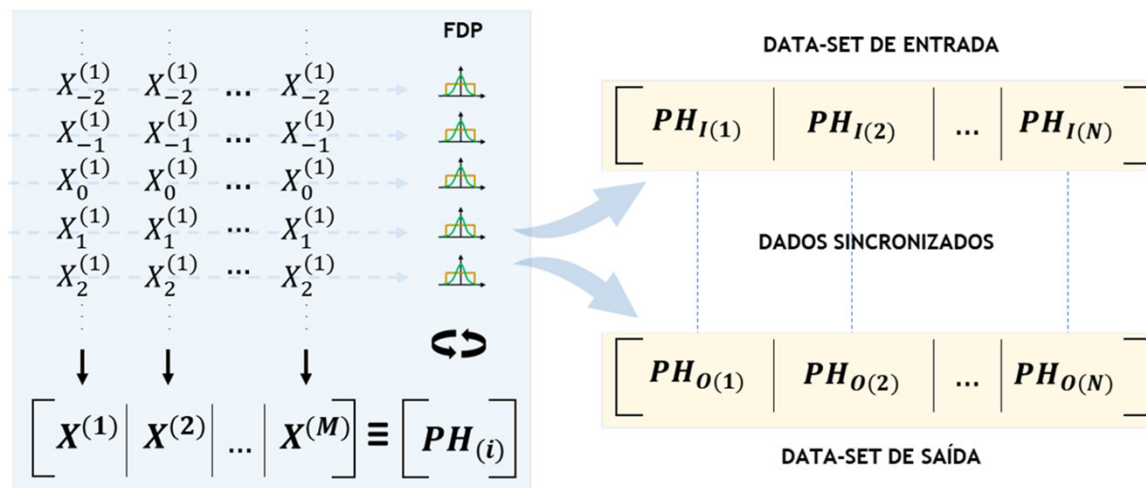 FDP
X_{-2}^{(1)} X_{-2}^{(1)} ... X_{-2}^{(1)}
X_{-1}^{(1)} X_{-1}^{(1)} ... X_{-1}^{(1)}
X_{0}^{(1)} X_{0}^{(1)} ... X_{0}^{(1)}
X_{1}^{(1)} X_{1}^{(1)} ... X_{1}^{(1)}
X_{2}^{(1)} X_{2}^{(1)} ... X_{2}^{(1)}
[X^{(1)} | X^{(2)} | ... | X^{(M)}] ≡ [PH_{(i)}]
DATA-SET DE ENTRADA
[PH_{I(1)} | PH_{I(2)} | ... | PH_{I(N)}]
DADOS SINCRONIZADOS
[PH_{O(1)} | PH_{O(2)} | ... | PH_{O(N)}]
DATA-SET DE SAÍDA